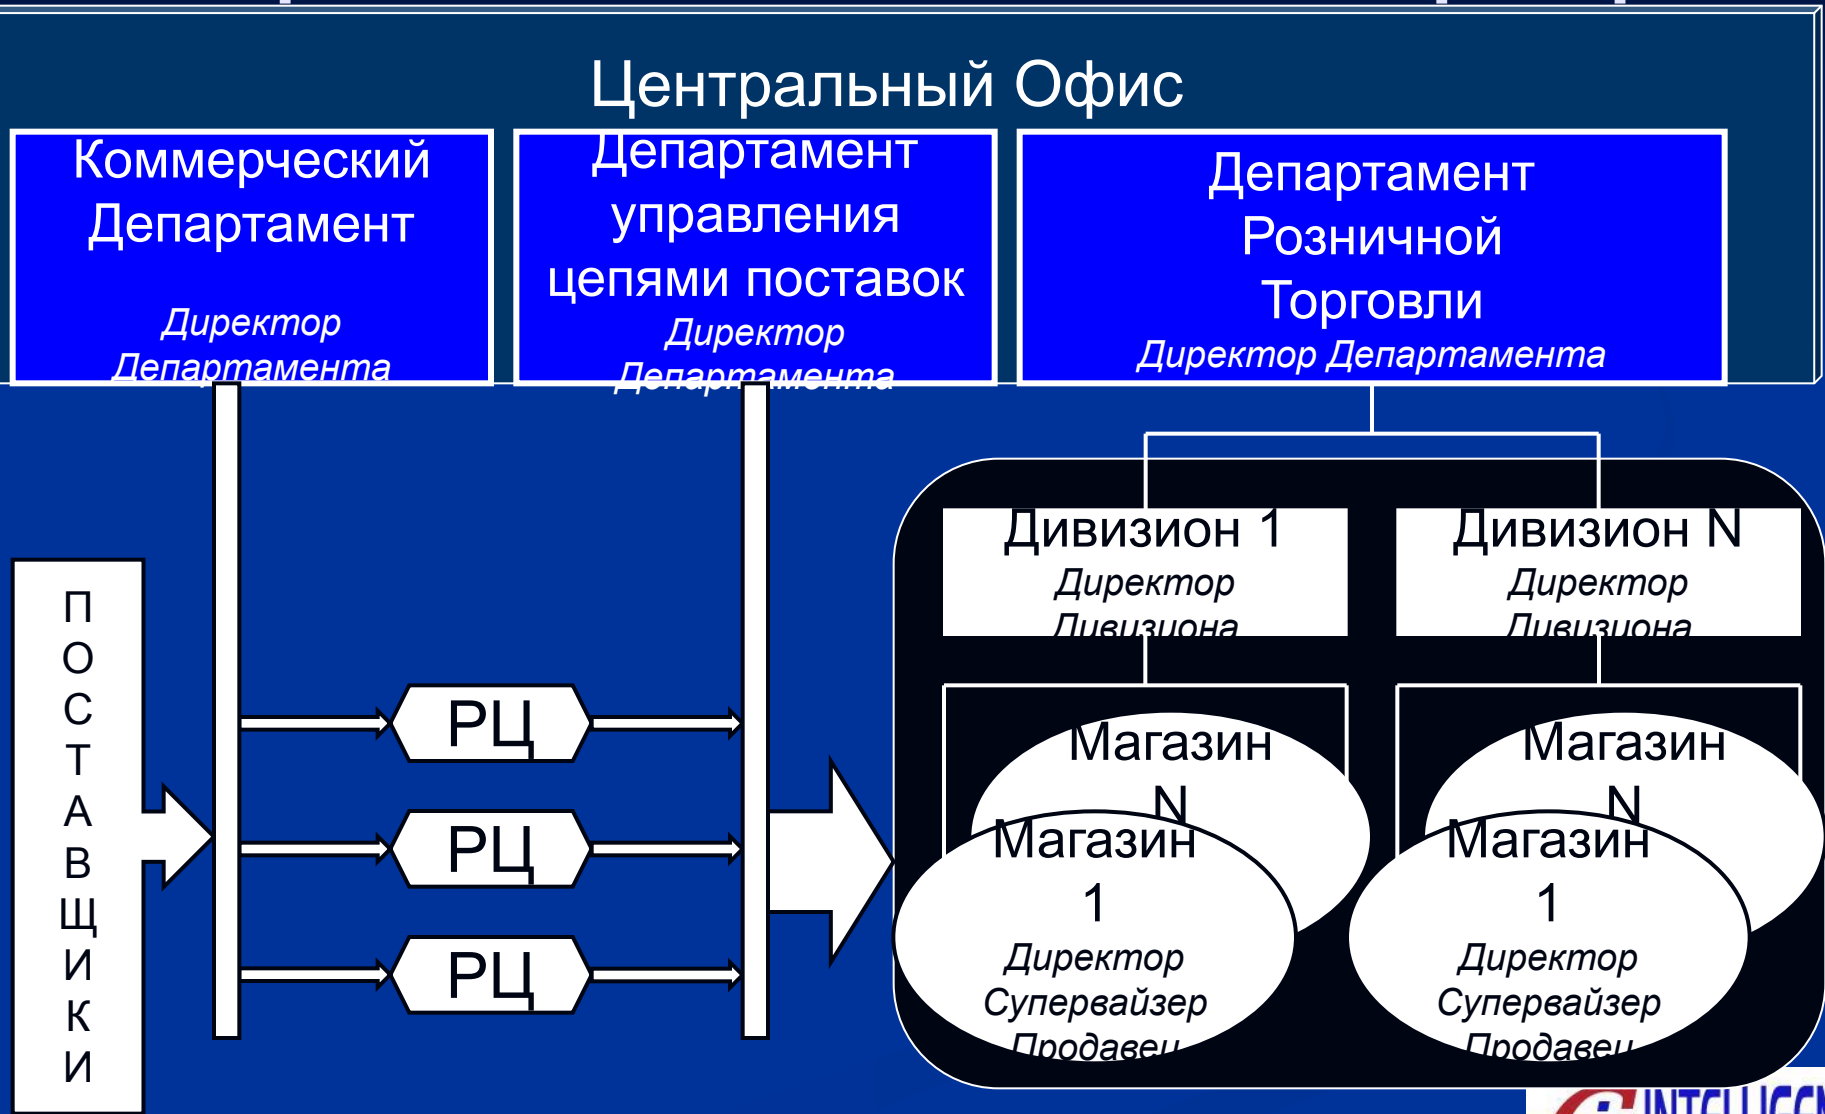 Центральный Офис
Коммерческий
Департамент
Директор
Департамента
Департамент
управления
цепями поставок
Директор
Департамента
Департамент
Розничной
Торговли
Директор Департамента
Дивизион 1
Директор
Дивизиона
Дивизион N
Директор
Дивизиона
П
О
С
Т
А
В
Щ
И
К
И
РЦ
РЦ
РЦ
Магазин
N
Магазин
1
Директор
Супервайзер
Продавец
Магазин
N
Магазин
1
Директор
Супервайзер
Продавец